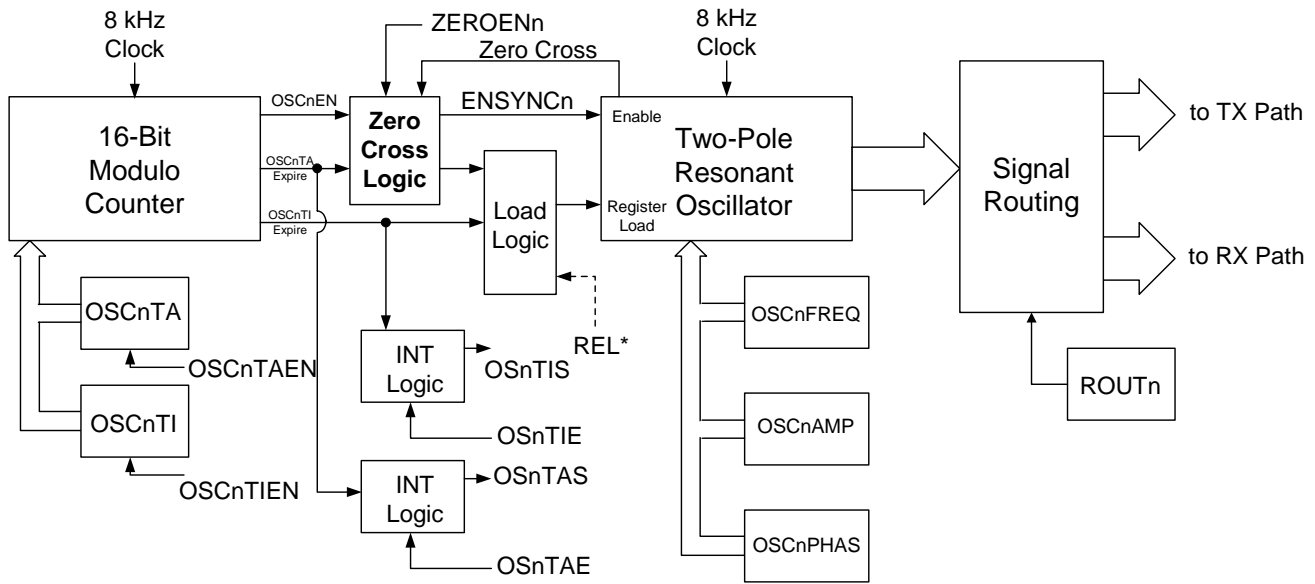 8 kHz
Clock
ZEROENn
Zero Cross
8 kHz
Clock
16-Bit
Modulo
Counter
OSCnEN
OSCnTA
Expire
OSCnTI
Expire
Zero
Cross
Logic
ENSYNCn
Load
Logic
REL*
Enable
Register
Load
Two-Pole
Resonant
Oscillator
Signal
Routing
to TX Path
to RX Path
OSCnTA
OSCnTAEN
OSCnTI
OSCnTIEN
INT
Logic
OSnTIS
OSnTIE
INT
Logic
OSnTAS
OSnTAE
OSCnFREQ
OSCnAMP
OSCnPHAS
ROUTn